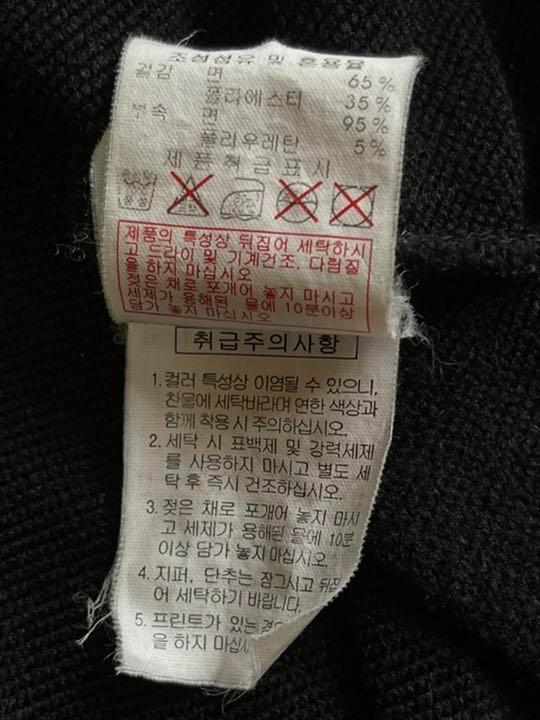 조성섬유 및 혼용율
겉감 면 65%
폴리에스터 35%
부속 면 95%
폴리우레탄 5%
제품취급표시
제품의 특성상 뒤집어 세탁하시
고 드라이 및 기계건조, 다림질
을 하지 마십시오
젖은 채로 포개어 놓지 마시고
세제가 용해된 물에 10분이상
담가 놓지 마십시오
취급주의사항
1. 컬러 특성상 이염될 수 있으니,
찬물에 세탁바라며 연한 색상과
함께 착용 시 주의하십시오.
2. 세탁 시 표백제 및 강력세제
를 사용하지 마시고 별도 세
탁 후 즉시 건조하십시오.
3. 젖은 채로 포개어 놓지 마시
고 세제가 용해된 물에 10분
이상 담가 놓지 마십시오.
4. 지퍼, 단추는 잠그시고 뒤집
어 세탁하기 바랍니다.
5. 프린트가 있는
을 하지 마십